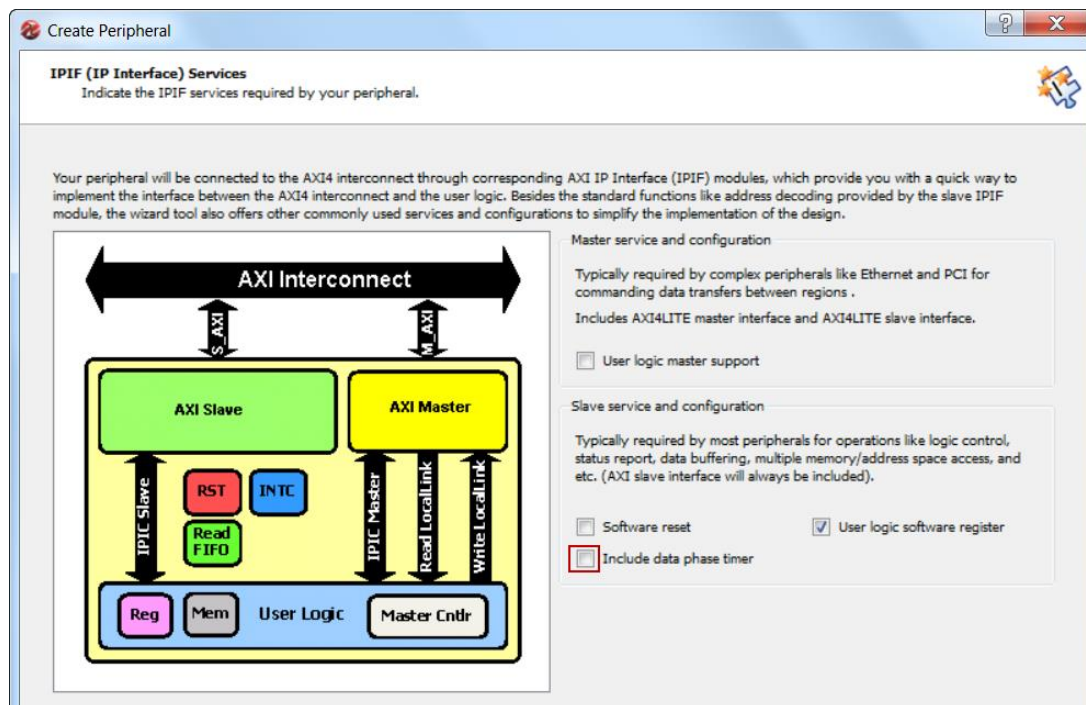 Create Peripheral
IPIF (IP Interface) Services
Indicate the IPIF services required by your peripheral.
Your peripheral will be connected to the AXI4 interconnect through corresponding AXI IP Interface (IPIF) modules, which provide you with a quick way to
implement the interface between the AXI4 interconnect and the user logic. Besides the standard functions like address decoding provided by the slave IPIF
module, the wizard tool also offers other commonly used services and configurations to simplify the implementation of the design.
AXI Interconnect
S_AXI
M_AXI
AXI Slave
AXI Master
IPIC Slave
RST
INTC
Read
FIFO
IPIC Master
Read LocalLink
Write LocalLink
Reg
Mem
User Logic
Master Cntlr
Master service and configuration
Typically required by complex peripherals like Ethernet and PCI for
commanding data transfers between regions .
Includes AXI4LITE master interface and AXI4LITE slave interface.
User logic master support
Slave service and configuration
Typically required by most peripherals for operations like logic control,
status report, data buffering, multiple memory/address space access, and
etc. (AXI slave interface will always be included).
Software reset
User logic software register
Include data phase timer